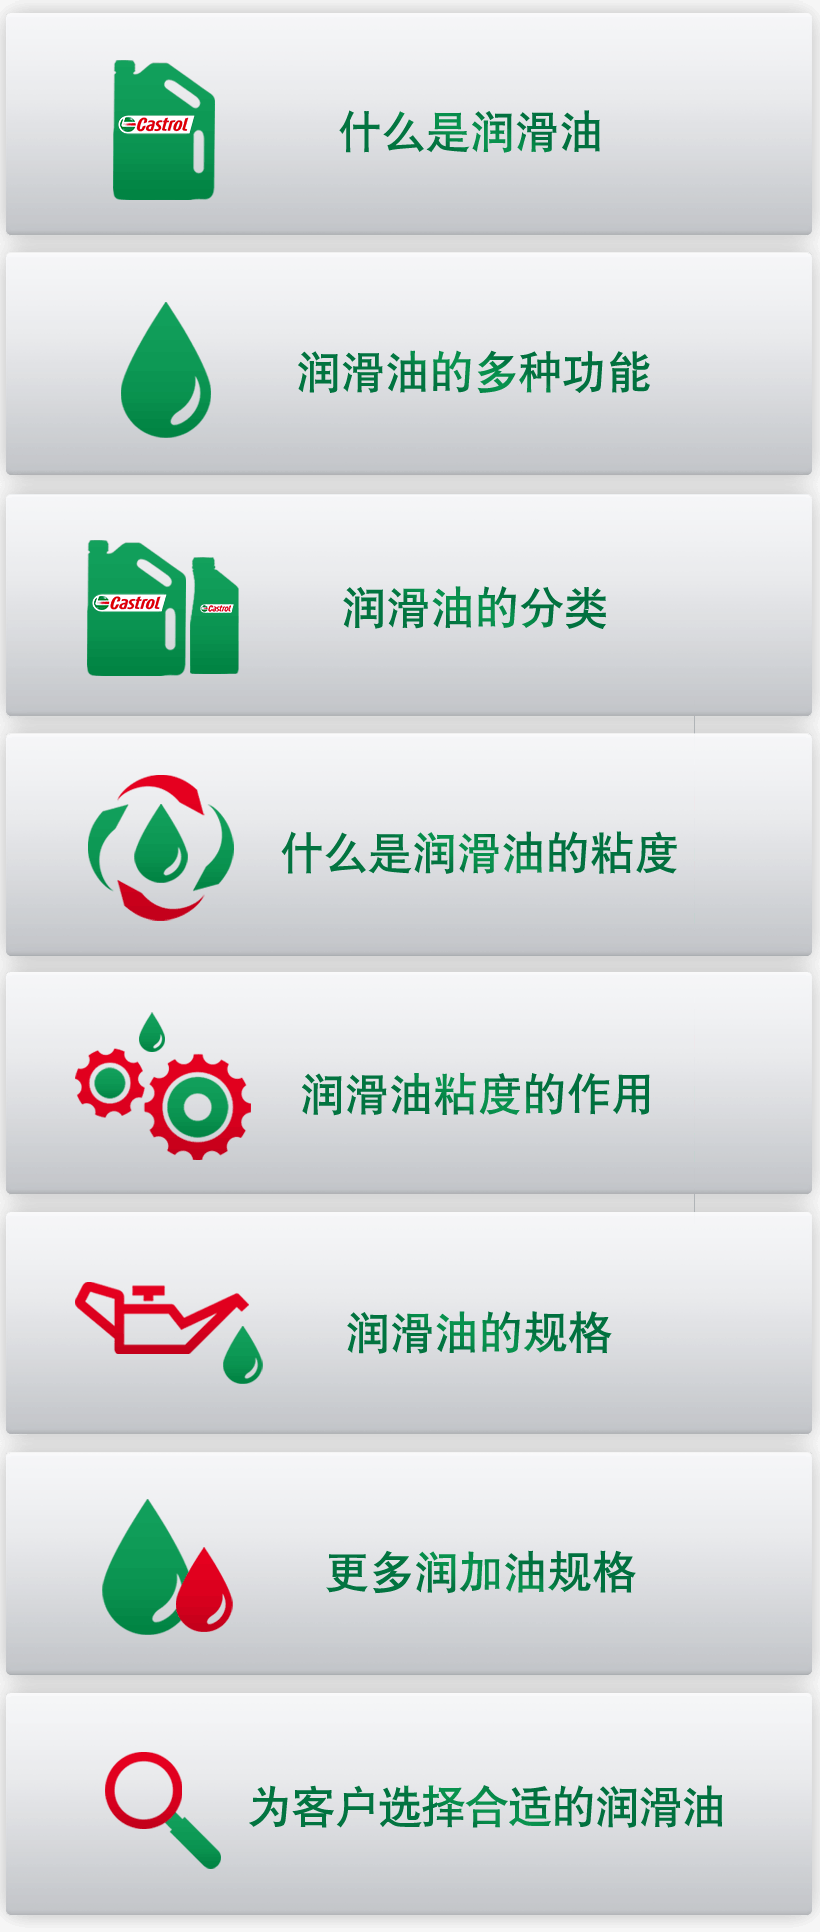 Castrol
什么是润滑油
润滑油的多种功能
Castrol
Castrol
润滑油的分类
什么是润滑油的粘度
润滑油粘度的作用
润滑油的规格
更多润加油规格
为客户选择合适的润滑油